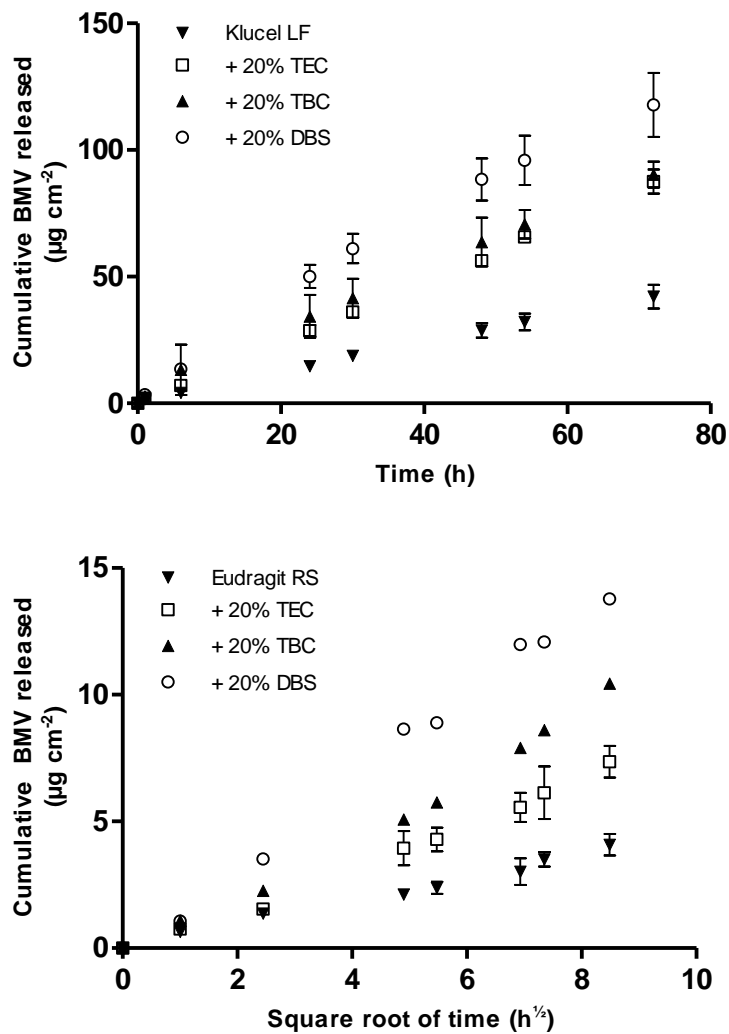 150
100
50
0
0
20
40
60
80
Cumulative BMV released
(µg cm⁻²)
Time (h)
Klucel LF
+ 20% TEC
+ 20% TBC
+ 20% DBS
15
10
5
0
0
2
4
6
8
10
Cumulative BMV released
(µg cm⁻²)
Square root of time (h^½)
Eudragit RS
+ 20% TEC
+ 20% TBC
+ 20% DBS